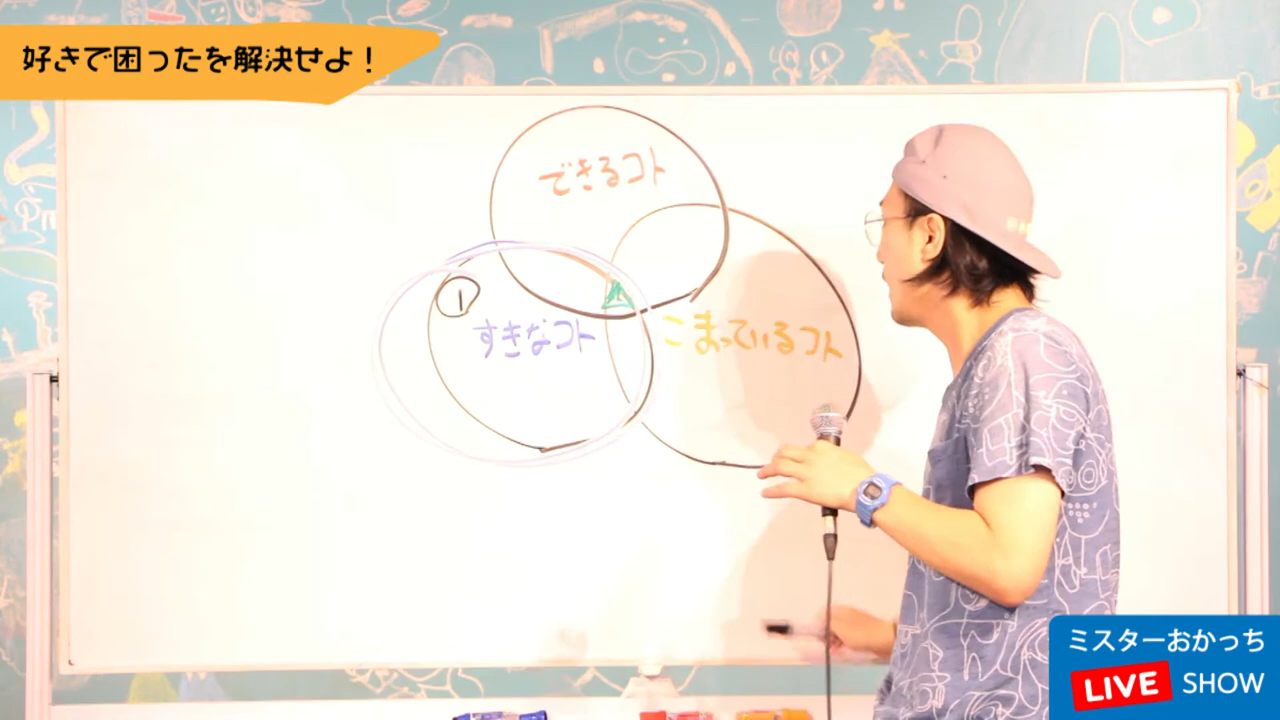 好きで困ったを解決せよ！
できるコト
①
すきなコト
こまっているコト
ミスターおかっち
LIVE SHOW